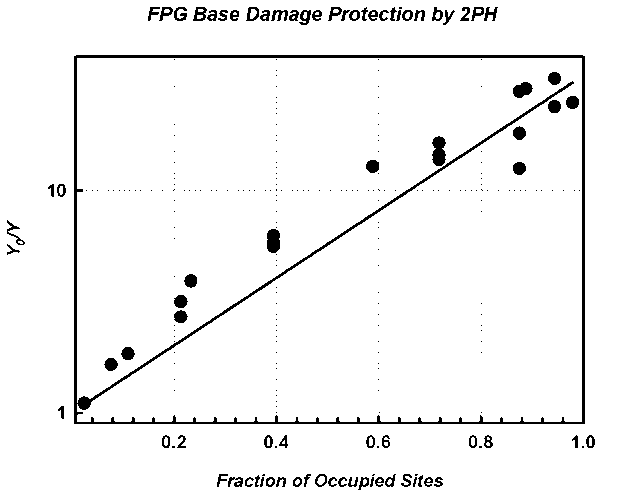 FPG Base Damage Protection by 2PH
10
1
Y₀/Y
0.2 0.4 0.6 0.8 1.0
Fraction of Occupied Sites